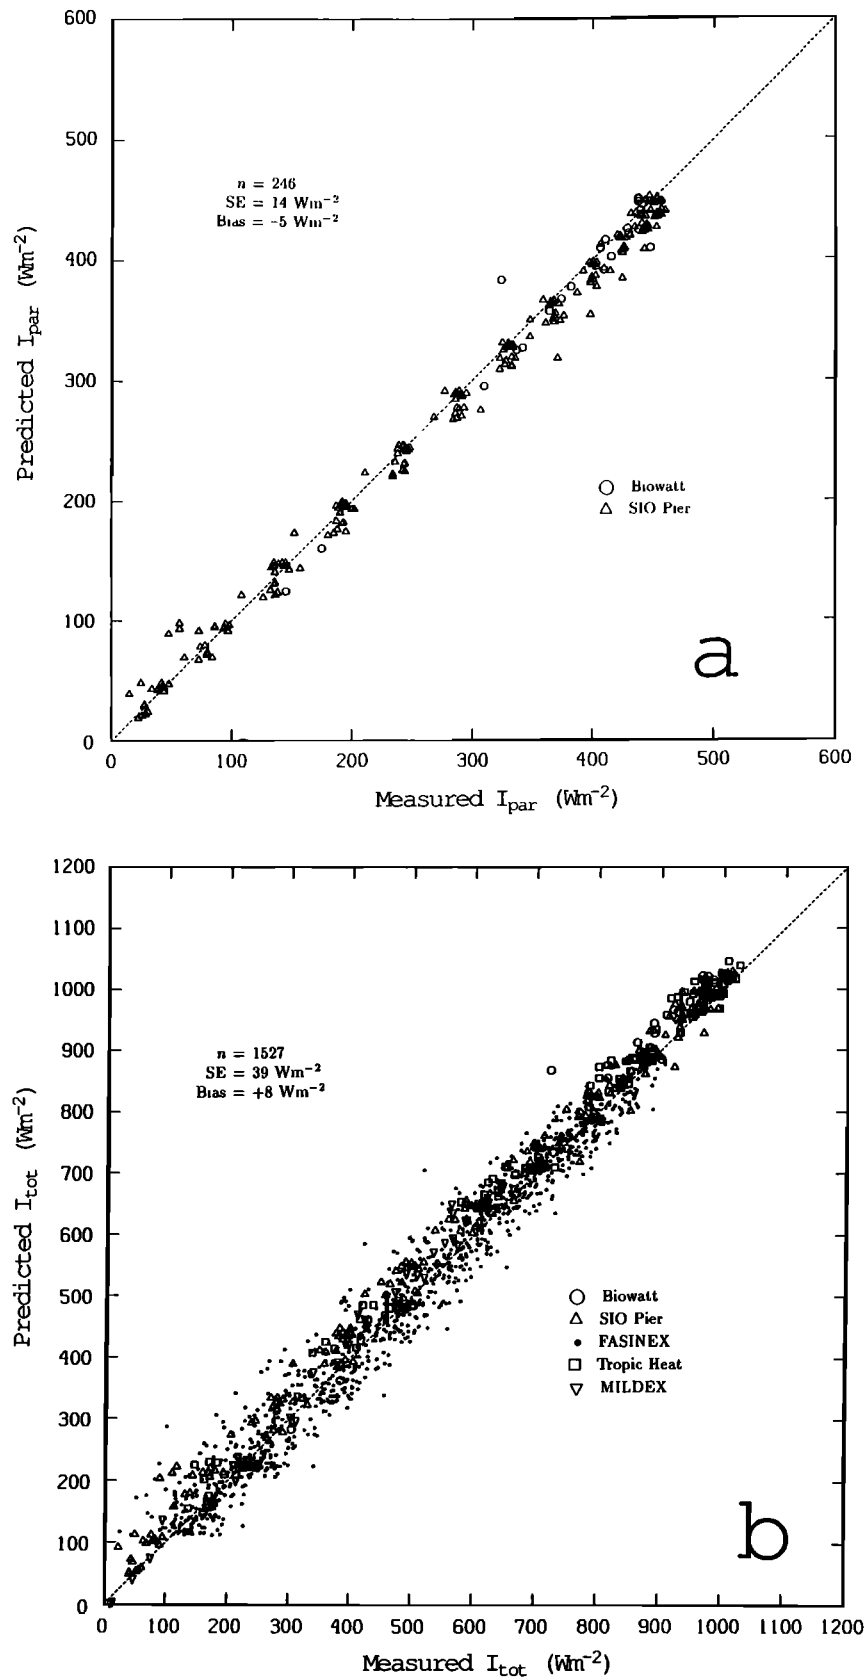 600
500
400
300
200
100
0
Predicted I_par (Wm⁻²)
n = 246
SE = 14 Wm⁻²
Bias = -5 Wm⁻²
○ Biowatt
△ SIO Pier
a
0 100 200 300 400 500 600
Measured I_par (Wm⁻²)
1200
1100
1000
900
800
700
600
500
400
300
200
100
0
Predicted I_tot (Wm⁻²)
n = 1527
SE = 39 Wm⁻²
Bias = +8 Wm⁻²
○ Biowatt
△ SIO Pier
• FASINEX
□ Tropic Heat
▽ MILDEX
b
0 100 200 300 400 500 600 700 800 900 1000 1100 1200
Measured I_tot (Wm⁻²)